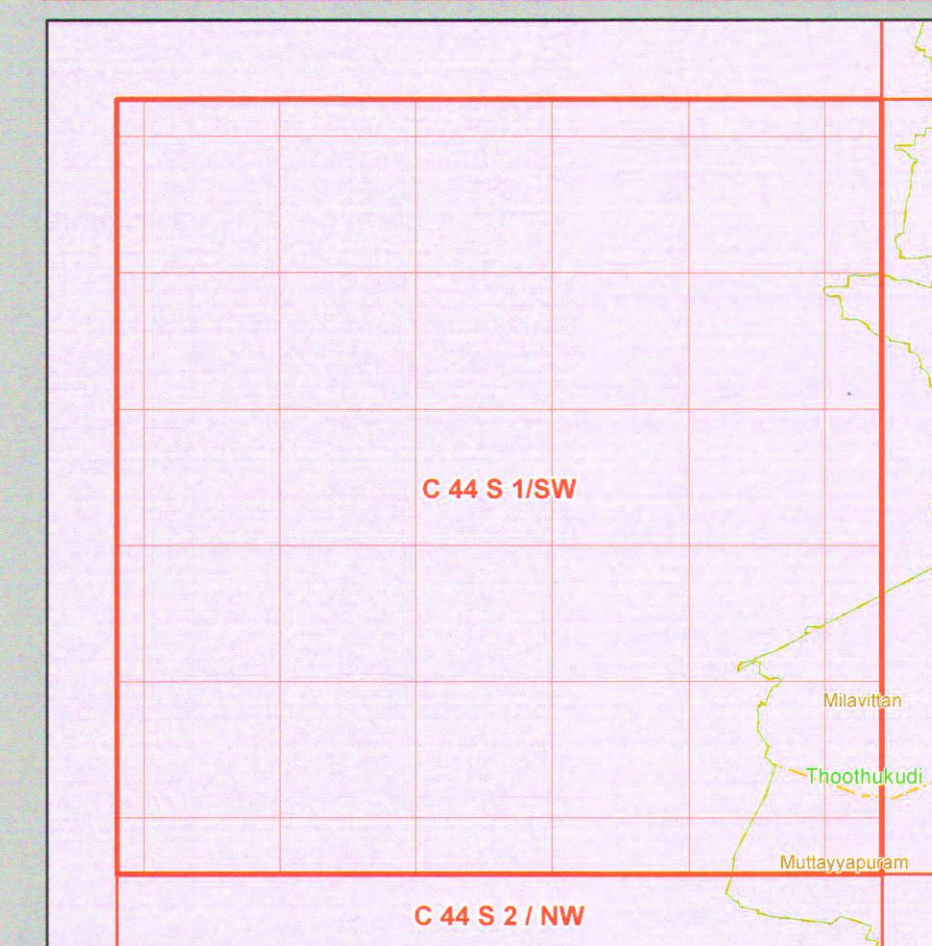 C 44 S 1/SW
Milavittan
Thoothukudi
Muttayyapuram
C 44 S 2 / NW